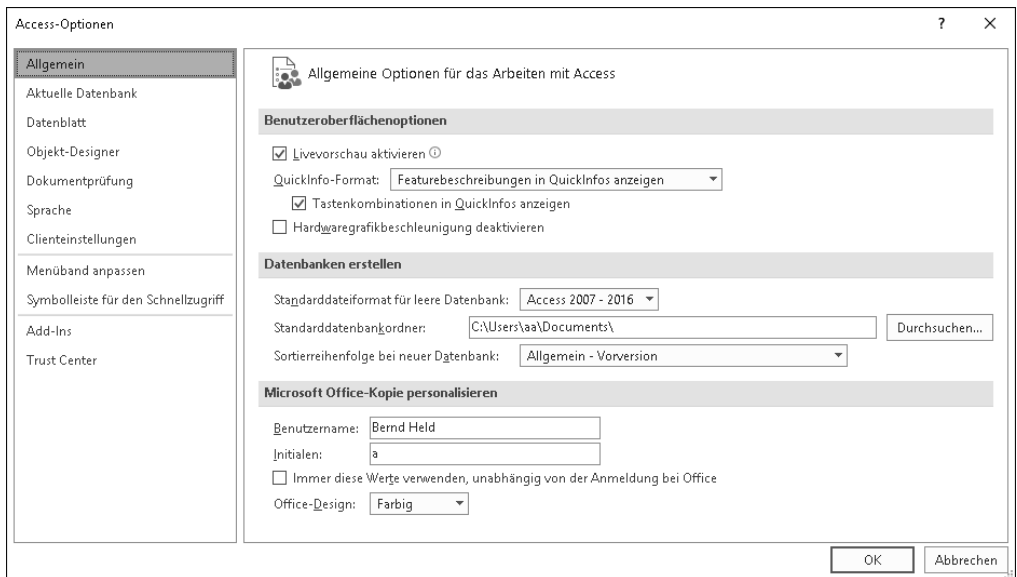 Access-Optionen ? ×
Allgemein
Aktuelle Datenbank
Datenblatt
Objekt-Designer
Dokumentprüfung
Sprache
Clienteinstellungen
Menüband anpassen
Symbolleiste für den Schnellzugriff
Add-Ins
Trust Center
Allgemeine Optionen für das Arbeiten mit Access
Benutzeroberflächenoptionen
Livevorschau aktivieren
QuickInfo-Format: Featurebeschreibungen in QuickInfos anzeigen
Tastenkombinationen in QuickInfos anzeigen
Hardwaregrafikbeschleunigung deaktivieren
Datenbanken erstellen
Standarddateiformat für leere Datenbank: Access 2007 - 2016
Standarddatenbankordner: C:\Users\aa\Documents\ Durchsuchen...
Sortierreihenfolge bei neuer Datenbank: Allgemein - Vorversion
Microsoft Office-Kopie personalisieren
Benutzername: Bernd Held
Initialen: a
Immer diese Werte verwenden, unabhängig von der Anmeldung bei Office
Office-Design: Farbig
OK Abbrechen